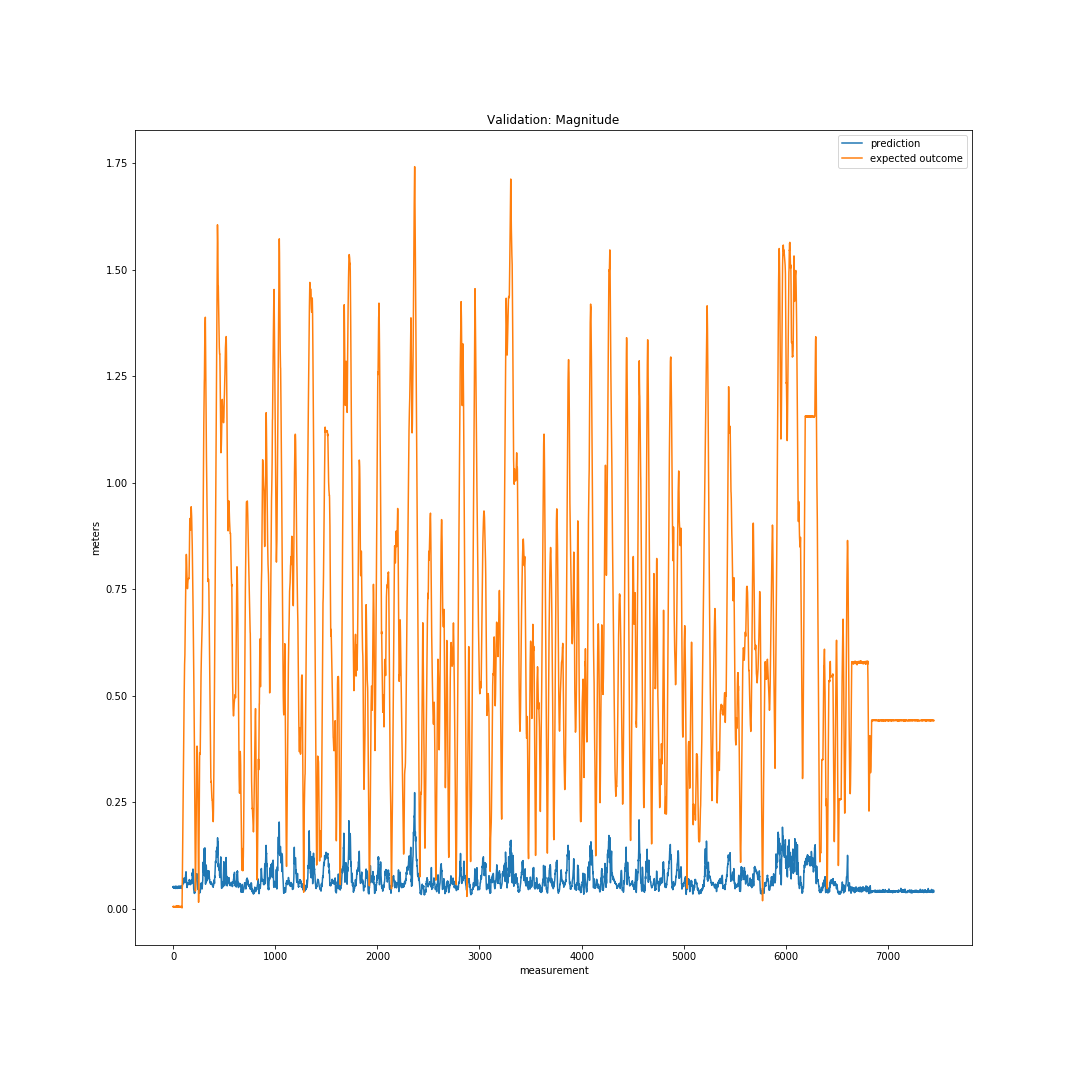 Validation: Magnitude
prediction
expected outcome
1.75
1.50
1.25
1.00
0.75
0.50
0.25
0.00
meters
0 1000 2000 3000 4000 5000 6000 7000
measurement